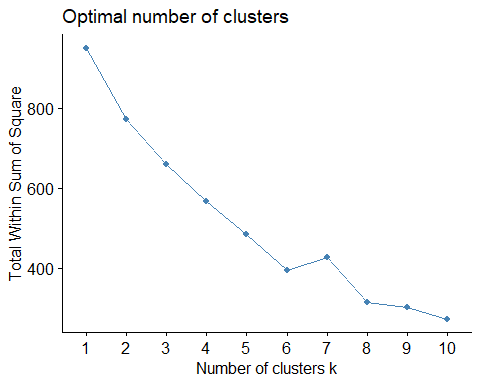 Optimal number of clusters
Total Within Sum of Square
800
600
400
1 2 3 4 5 6 7 8 9 10
Number of clusters k